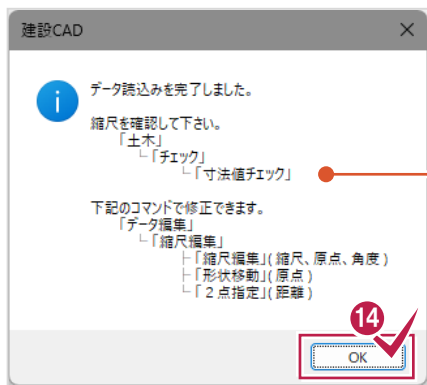 建設CAD
データ読込みを完了しました。
縮尺を確認して下さい。
「土木」
└「チェック」
└「寸法値チェック」
下記のコマンドで修正できます。
「データ編集」
└「縮尺編集」
├「縮尺編集」(縮尺、原点、角度)
├「形状移動」(原点)
└「２点指定」(距離)
14
OK